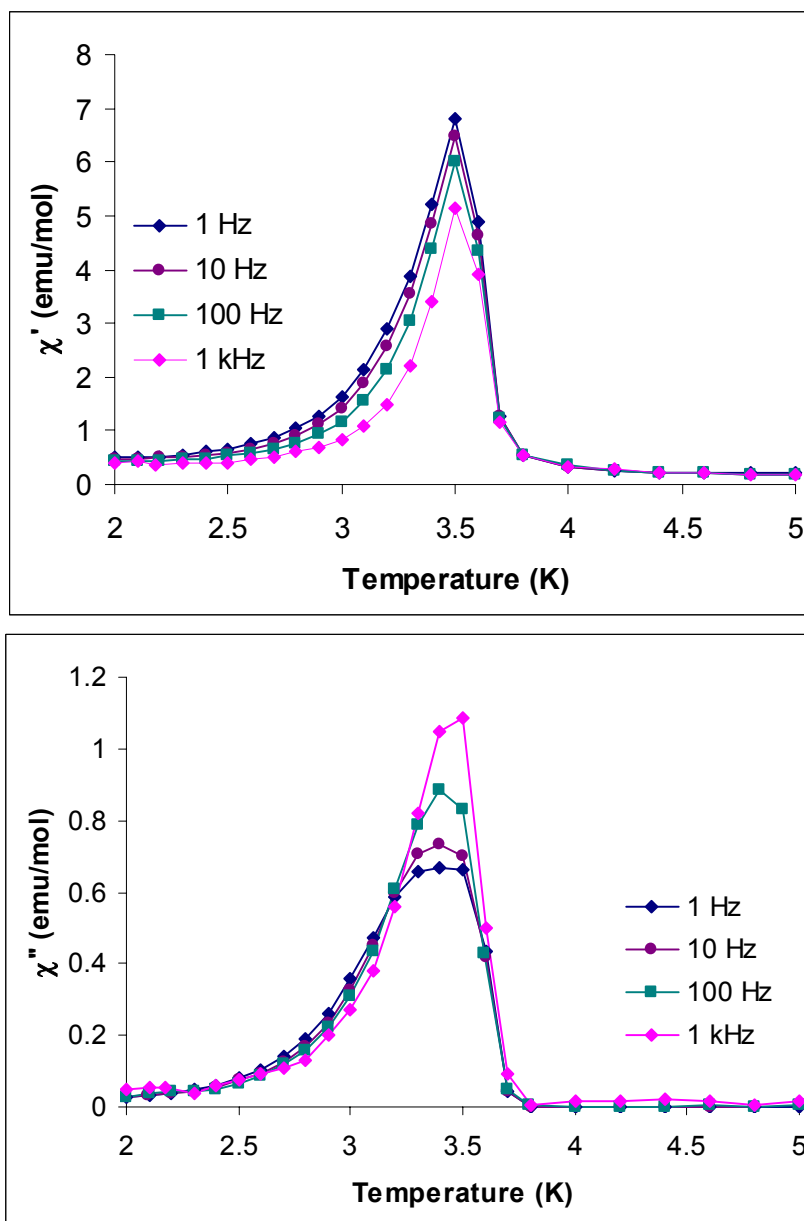 8
7
6
5
4
3
2
1
0
χ' (emu/mol)
1 Hz
10 Hz
100 Hz
1 kHz
2 2.5 3 3.5 4 4.5 5
Temperature (K)
1.2
1
0.8
0.6
0.4
0.2
0
χ" (emu/mol)
1 Hz
10 Hz
100 Hz
1 kHz
2 2.5 3 3.5 4 4.5 5
Temperature (K)